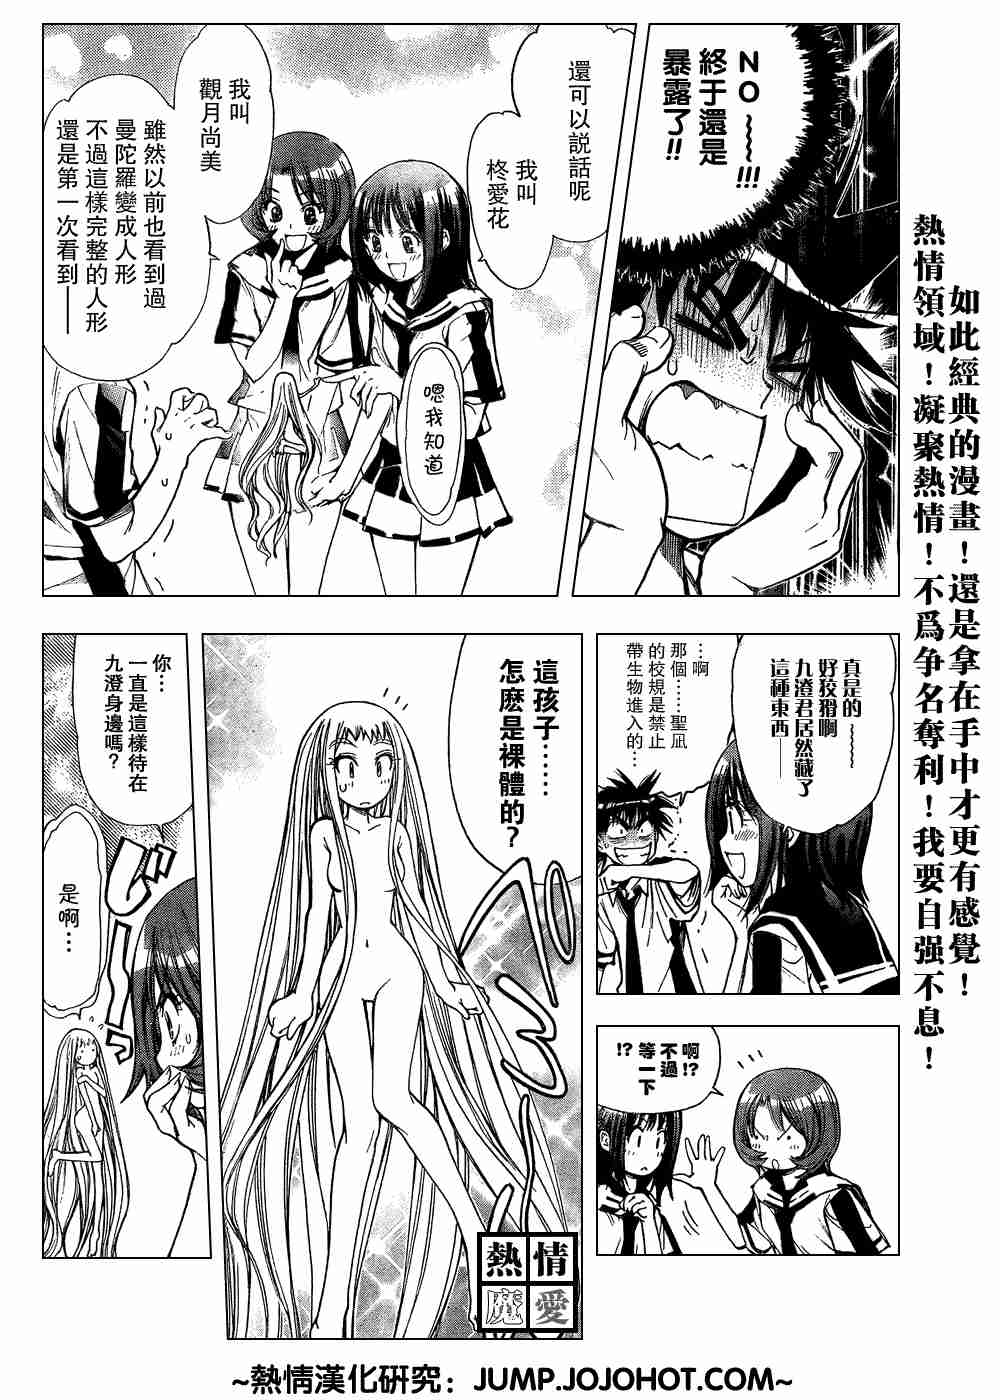 NO~~~!!!
終于還是
暴露了!!
還可以説話呢
我叫
柊愛花
我叫
觀月尚美
雖然以前也看到過
曼陀羅變成人形
不過這樣完整的人形
還是第一次看到——
嗯我知道
真是的~~~
好狡猾啊
九澄君居然藏了
這種東西——
…啊
那個……聖凪
的校規是禁止
帶生物進入的…
啊!?
不過
等一下
!?
這孩子……
怎麽是裸體的?
你…
一直是這樣待在
九澄身邊嗎?
是啊…
如此經典的漫畫！還是拿在手中才更有感覺！
熱情領域！凝聚熱情！不爲争名奪利！我要自强不息！
熱情
魔愛
~熱情漢化研究：JUMP.JOJOHOT.COM~